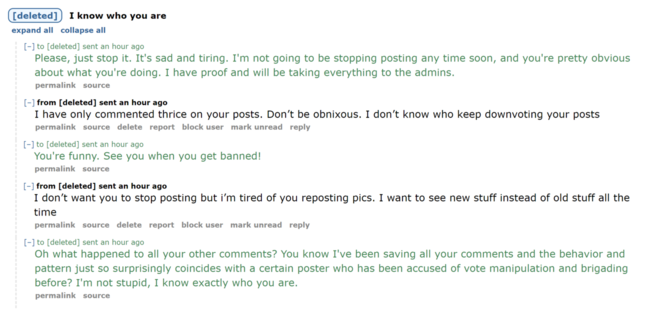 [deleted] I know who you are
expand all collapse all
[−] to [deleted] sent an hour ago
Please, just stop it. It's sad and tiring. I'm not going to be stopping posting any time soon, and you're pretty obvious
about what you're doing. I have proof and will be taking everything to the admins.
permalink source
[−] from [deleted] sent an hour ago
I have only commented thrice on your posts. Don’t be obnixous. I don’t know who keep downvoting your posts
permalink source delete report block user mark unread reply
[−] to [deleted] sent an hour ago
You're funny. See you when you get banned!
permalink source
[−] from [deleted] sent an hour ago
I don’t want you to stop posting but i’m tired of you reposting pics. I want to see new stuff instead of old stuff all the
time
permalink source delete report block user mark unread reply
[−] to [deleted] sent an hour ago
Oh what happened to all your other comments? You know I've been saving all your comments and the behavior and
pattern just so surprisingly coincides with a certain poster who has been accused of vote manipulation and brigading
before? I'm not stupid, I know exactly who you are.
permalink source